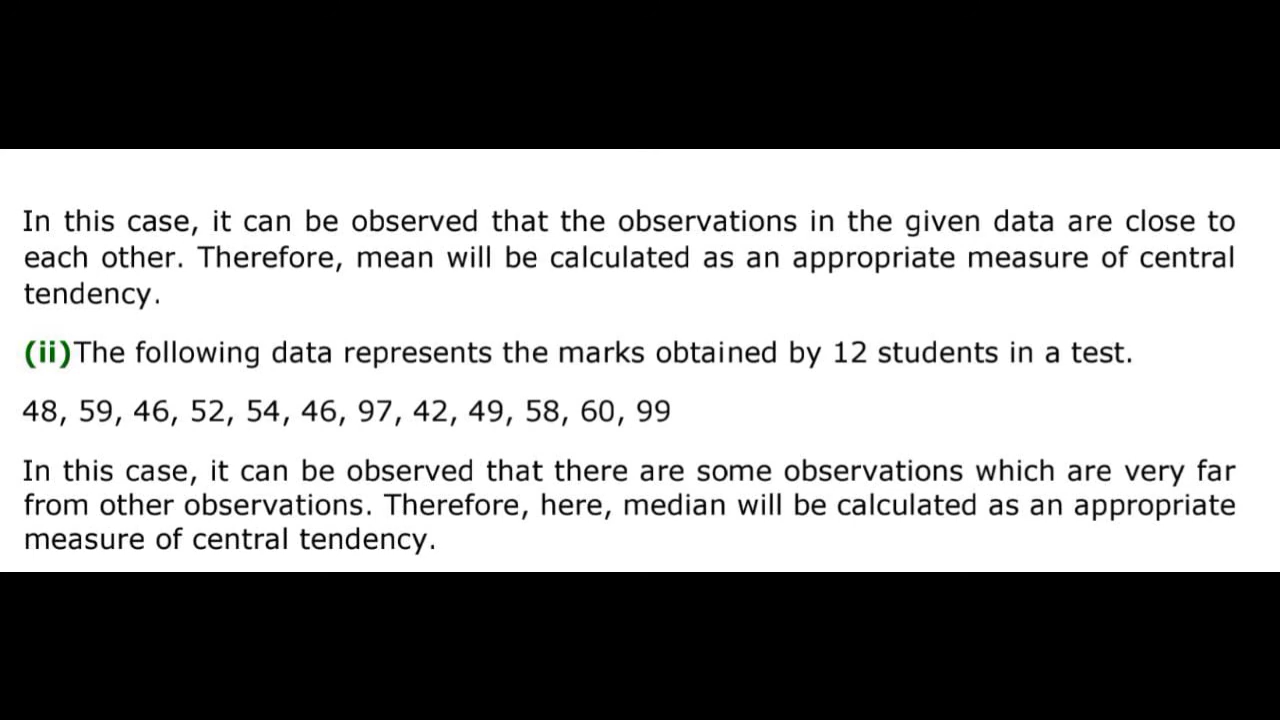 In this case, it can be observed that the observations in the given data are close to
each other. Therefore, mean will be calculated as an appropriate measure of central
tendency.
(ii)The following data represents the marks obtained by 12 students in a test.
48, 59, 46, 52, 54, 46, 97, 42, 49, 58, 60, 99
In this case, it can be observed that there are some observations which are very far
from other observations. Therefore, here, median will be calculated as an appropriate
measure of central tendency.